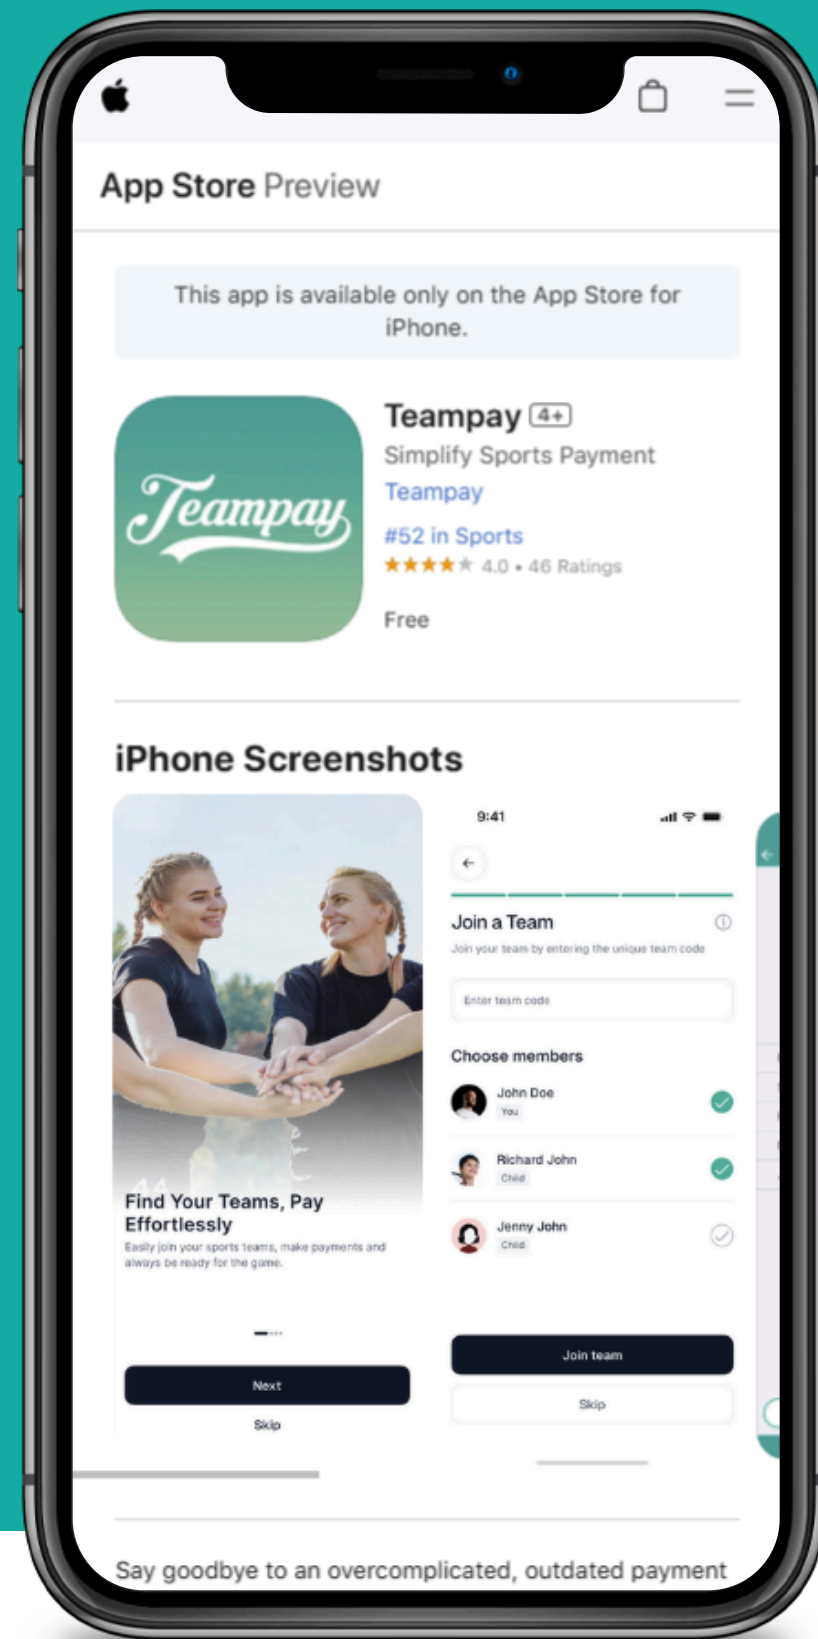 App Store Preview
This app is available only on the App Store for
iPhone.
Teampay
Teampay 4+
Simplify Sports Payment
Teampay
#52 in Sports
4.0 • 46 Ratings
Free
iPhone Screenshots
Find Your Teams, Pay
Effortlessly
Easily join your sports teams, make payments and
always be ready for the game.
Next
Skip
9:41
Join a Team
Join your team by entering the unique team code
Enter team code
Choose members
John Doe
You
Richard John
Child
Jenny John
Child
Join team
Skip
Say goodbye to an overcomplicated, outdated payment